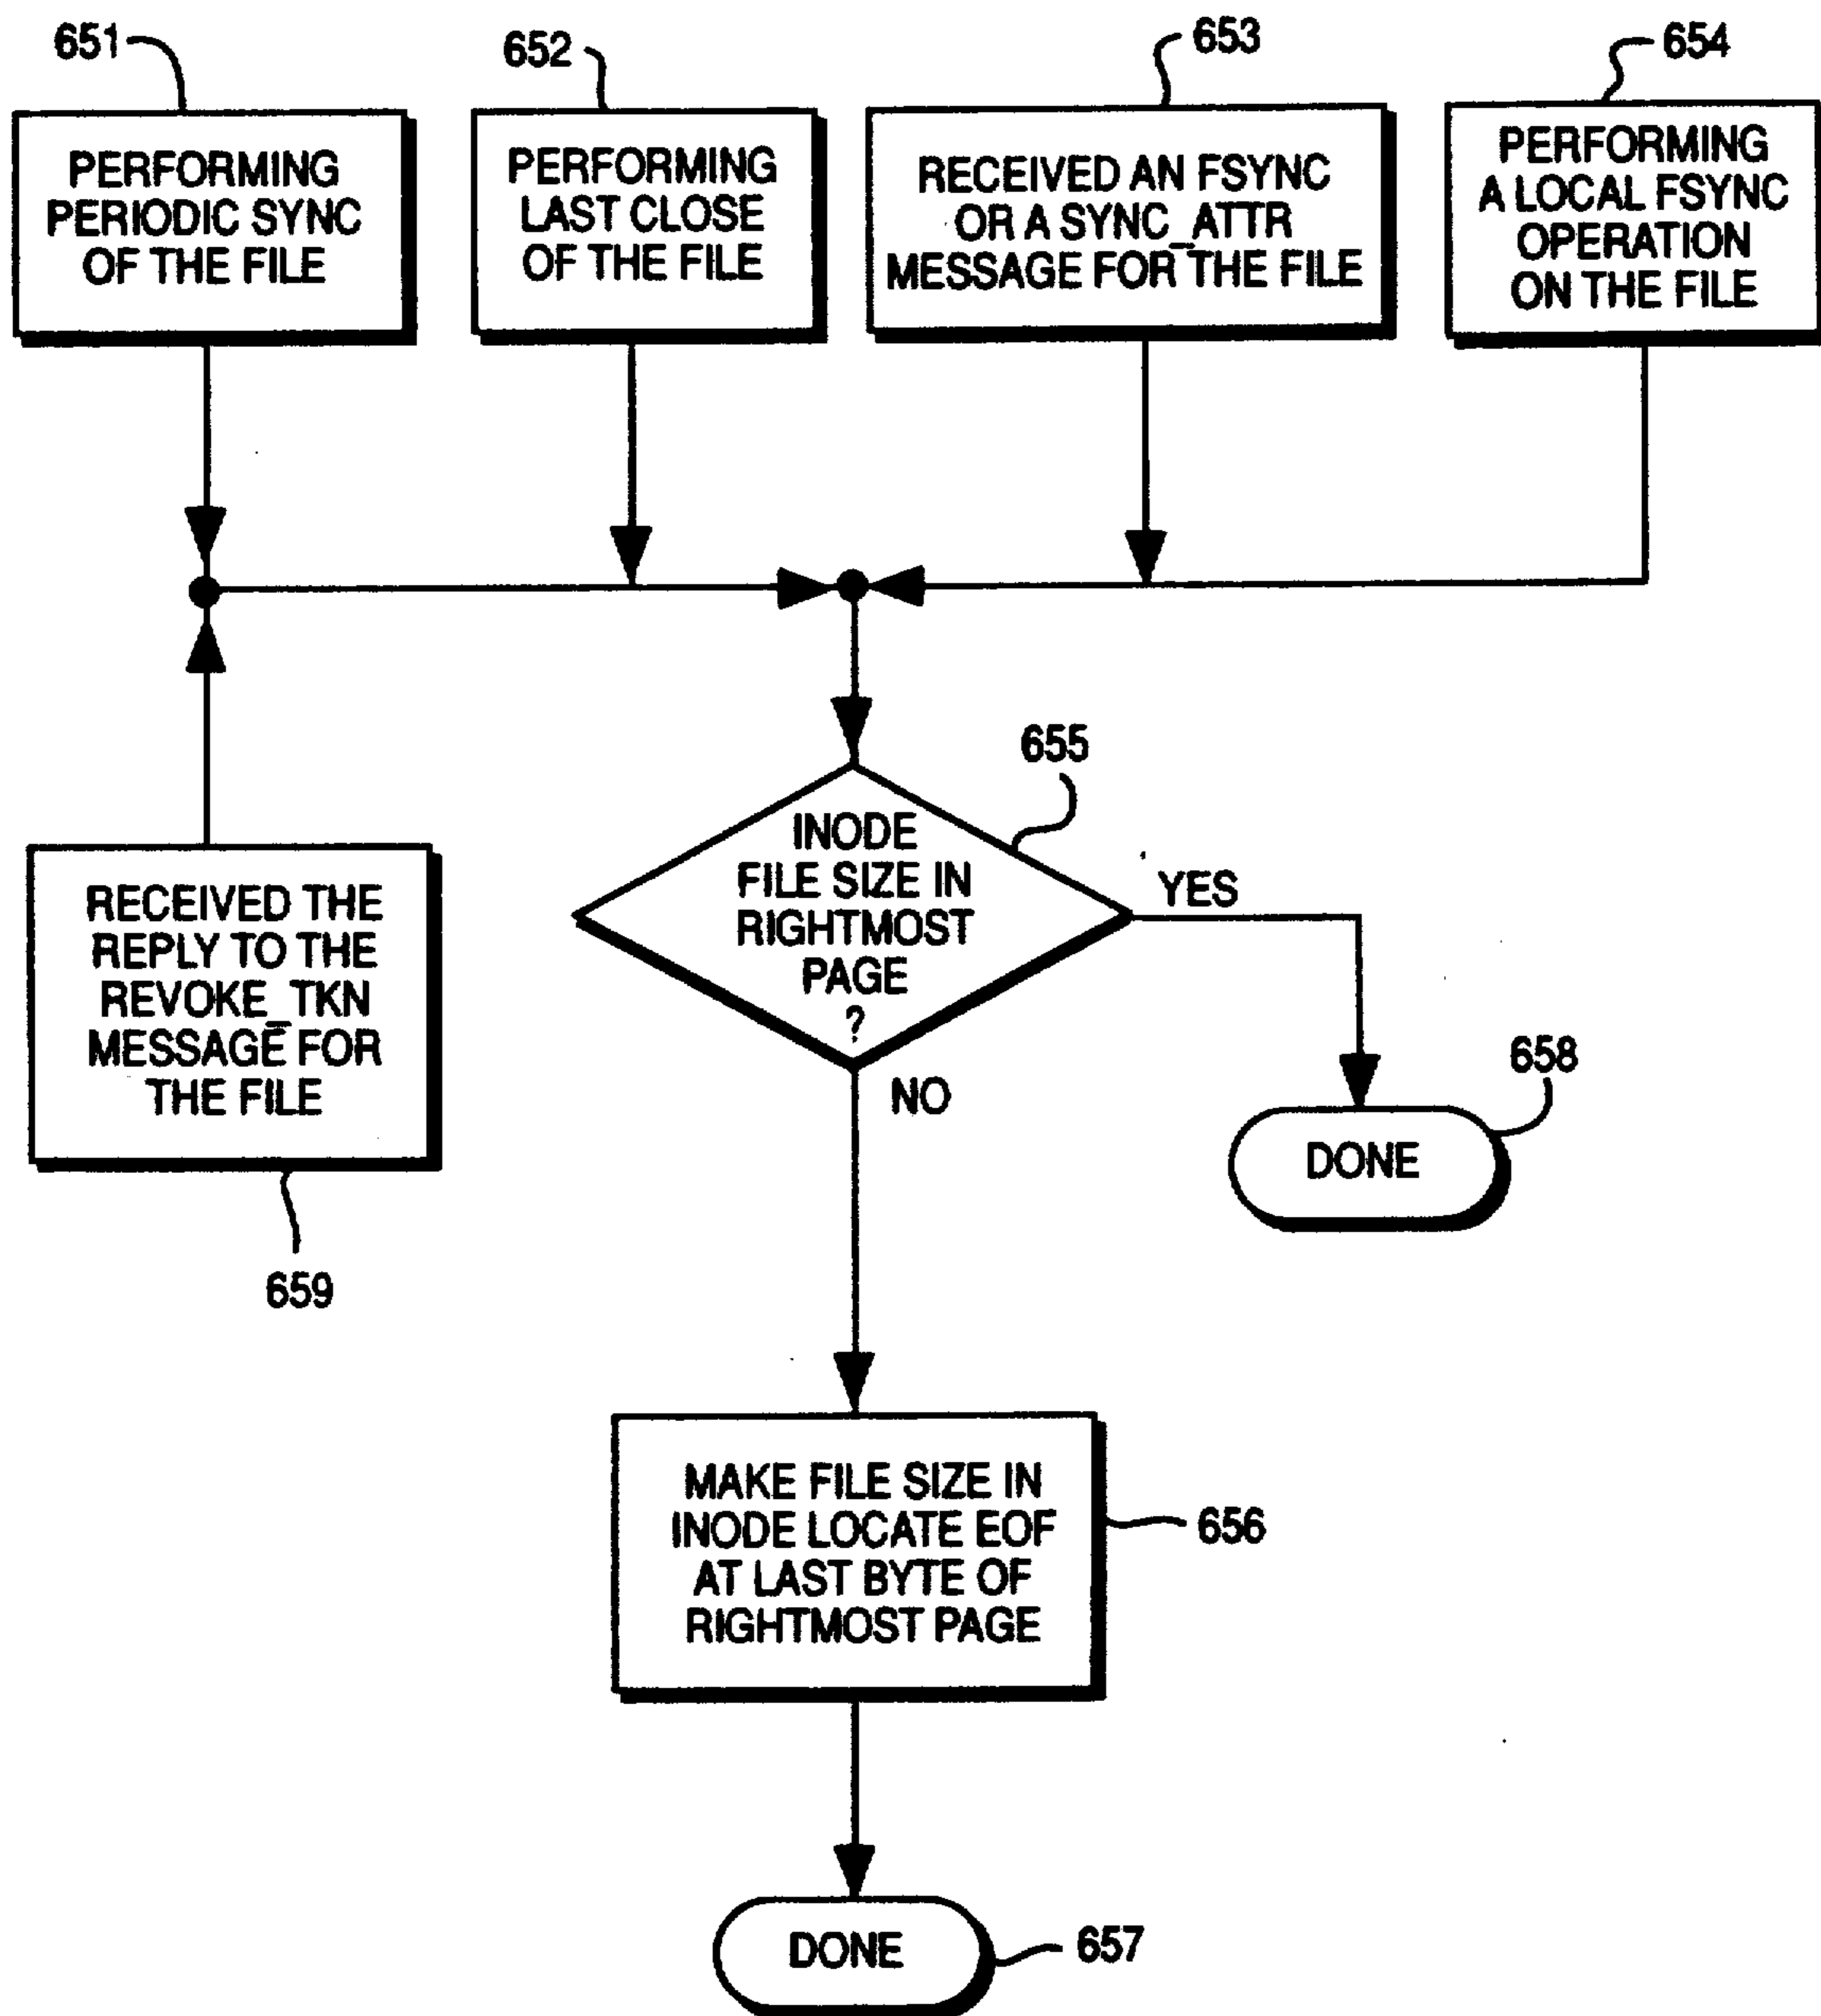 651
652
653
654
PERFORMING
PERIODIC SYNC
OF THE FILE
PERFORMING
LAST CLOSE
OF THE FILE
RECEIVED AN FSYNC
OR A SYNC_ATTR
MESSAGE FOR THE FILE
PERFORMING
A LOCAL FSYNC
OPERATION
ON THE FILE
655
INODE
FILE SIZE IN
RIGHTMOST
PAGE
?
YES
NO
RECEIVED THE
REPLY TO THE
REVOKE_TKN
MESSAGE FOR
THE FILE
659
658
DONE
MAKE FILE SIZE IN
INODE LOCATE EOF
AT LAST BYTE OF
RIGHTMOST PAGE
656
DONE
657